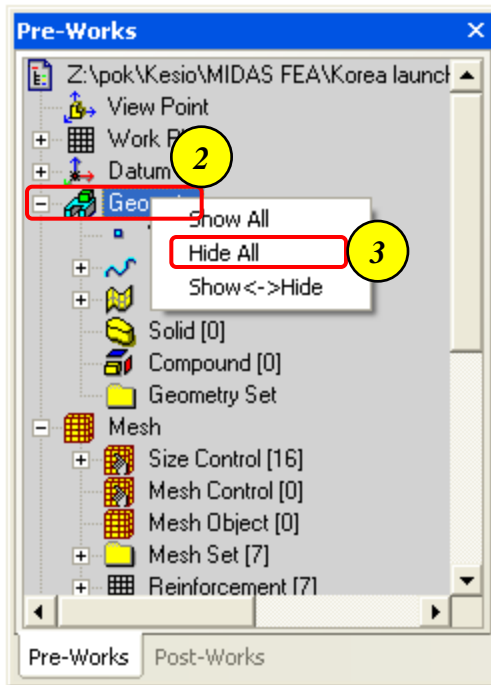 Pre-Works
Z:\pok\Kesio\MIDAS FEA\Korea launch
View Point
Work
2
Datum
Show All
Hide All
3
Show<->Hide
Solid [0]
Compound [0]
Geometry Set
Mesh
Size Control [16]
Mesh Control [0]
Mesh Object [0]
Mesh Set [7]
Reinforcement [7]
Pre-Works
Post-Works